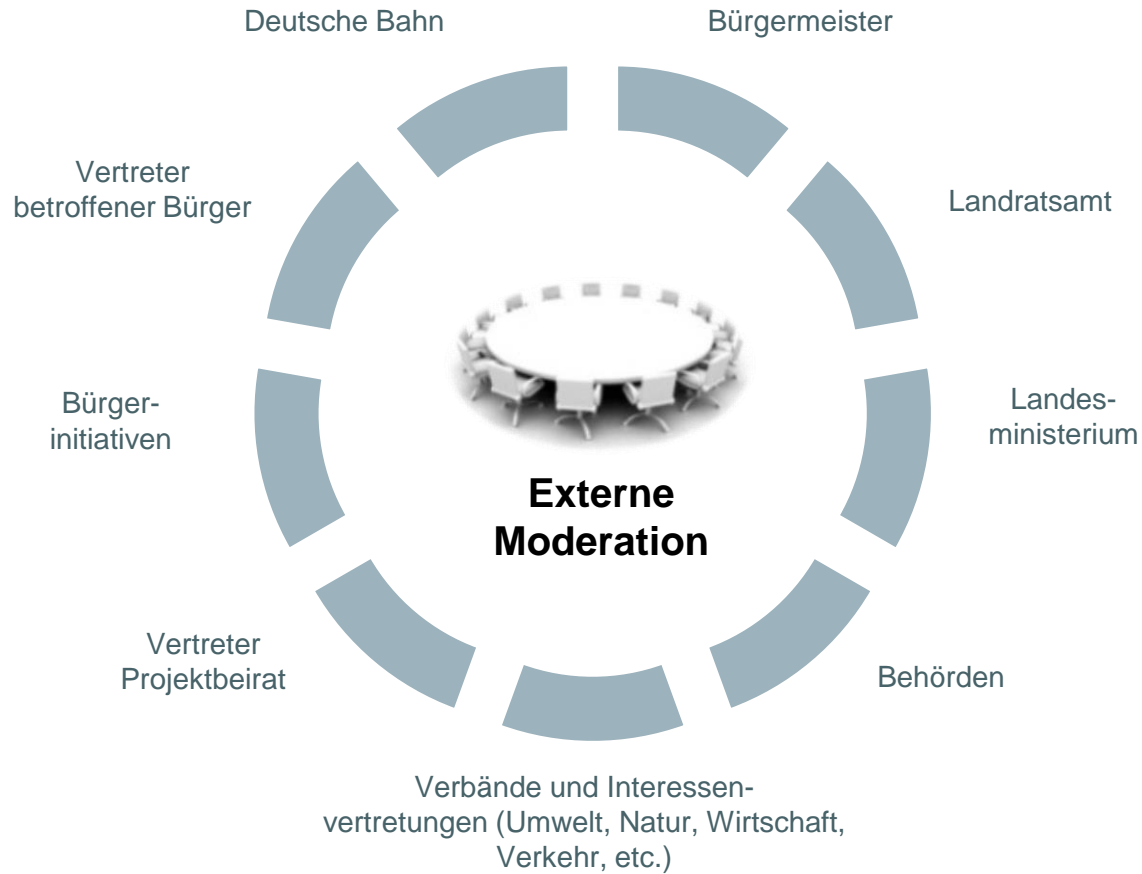 Deutsche Bahn
Bürgermeister
Vertreter
betroffener Bürger
Landratsamt
Bürger-
initiativen
Landes-
ministerium
Externe
Moderation
Vertreter
Projektbeirat
Behörden
Verbände und Interessen-
vertretungen (Umwelt, Natur, Wirtschaft,
Verkehr, etc.)